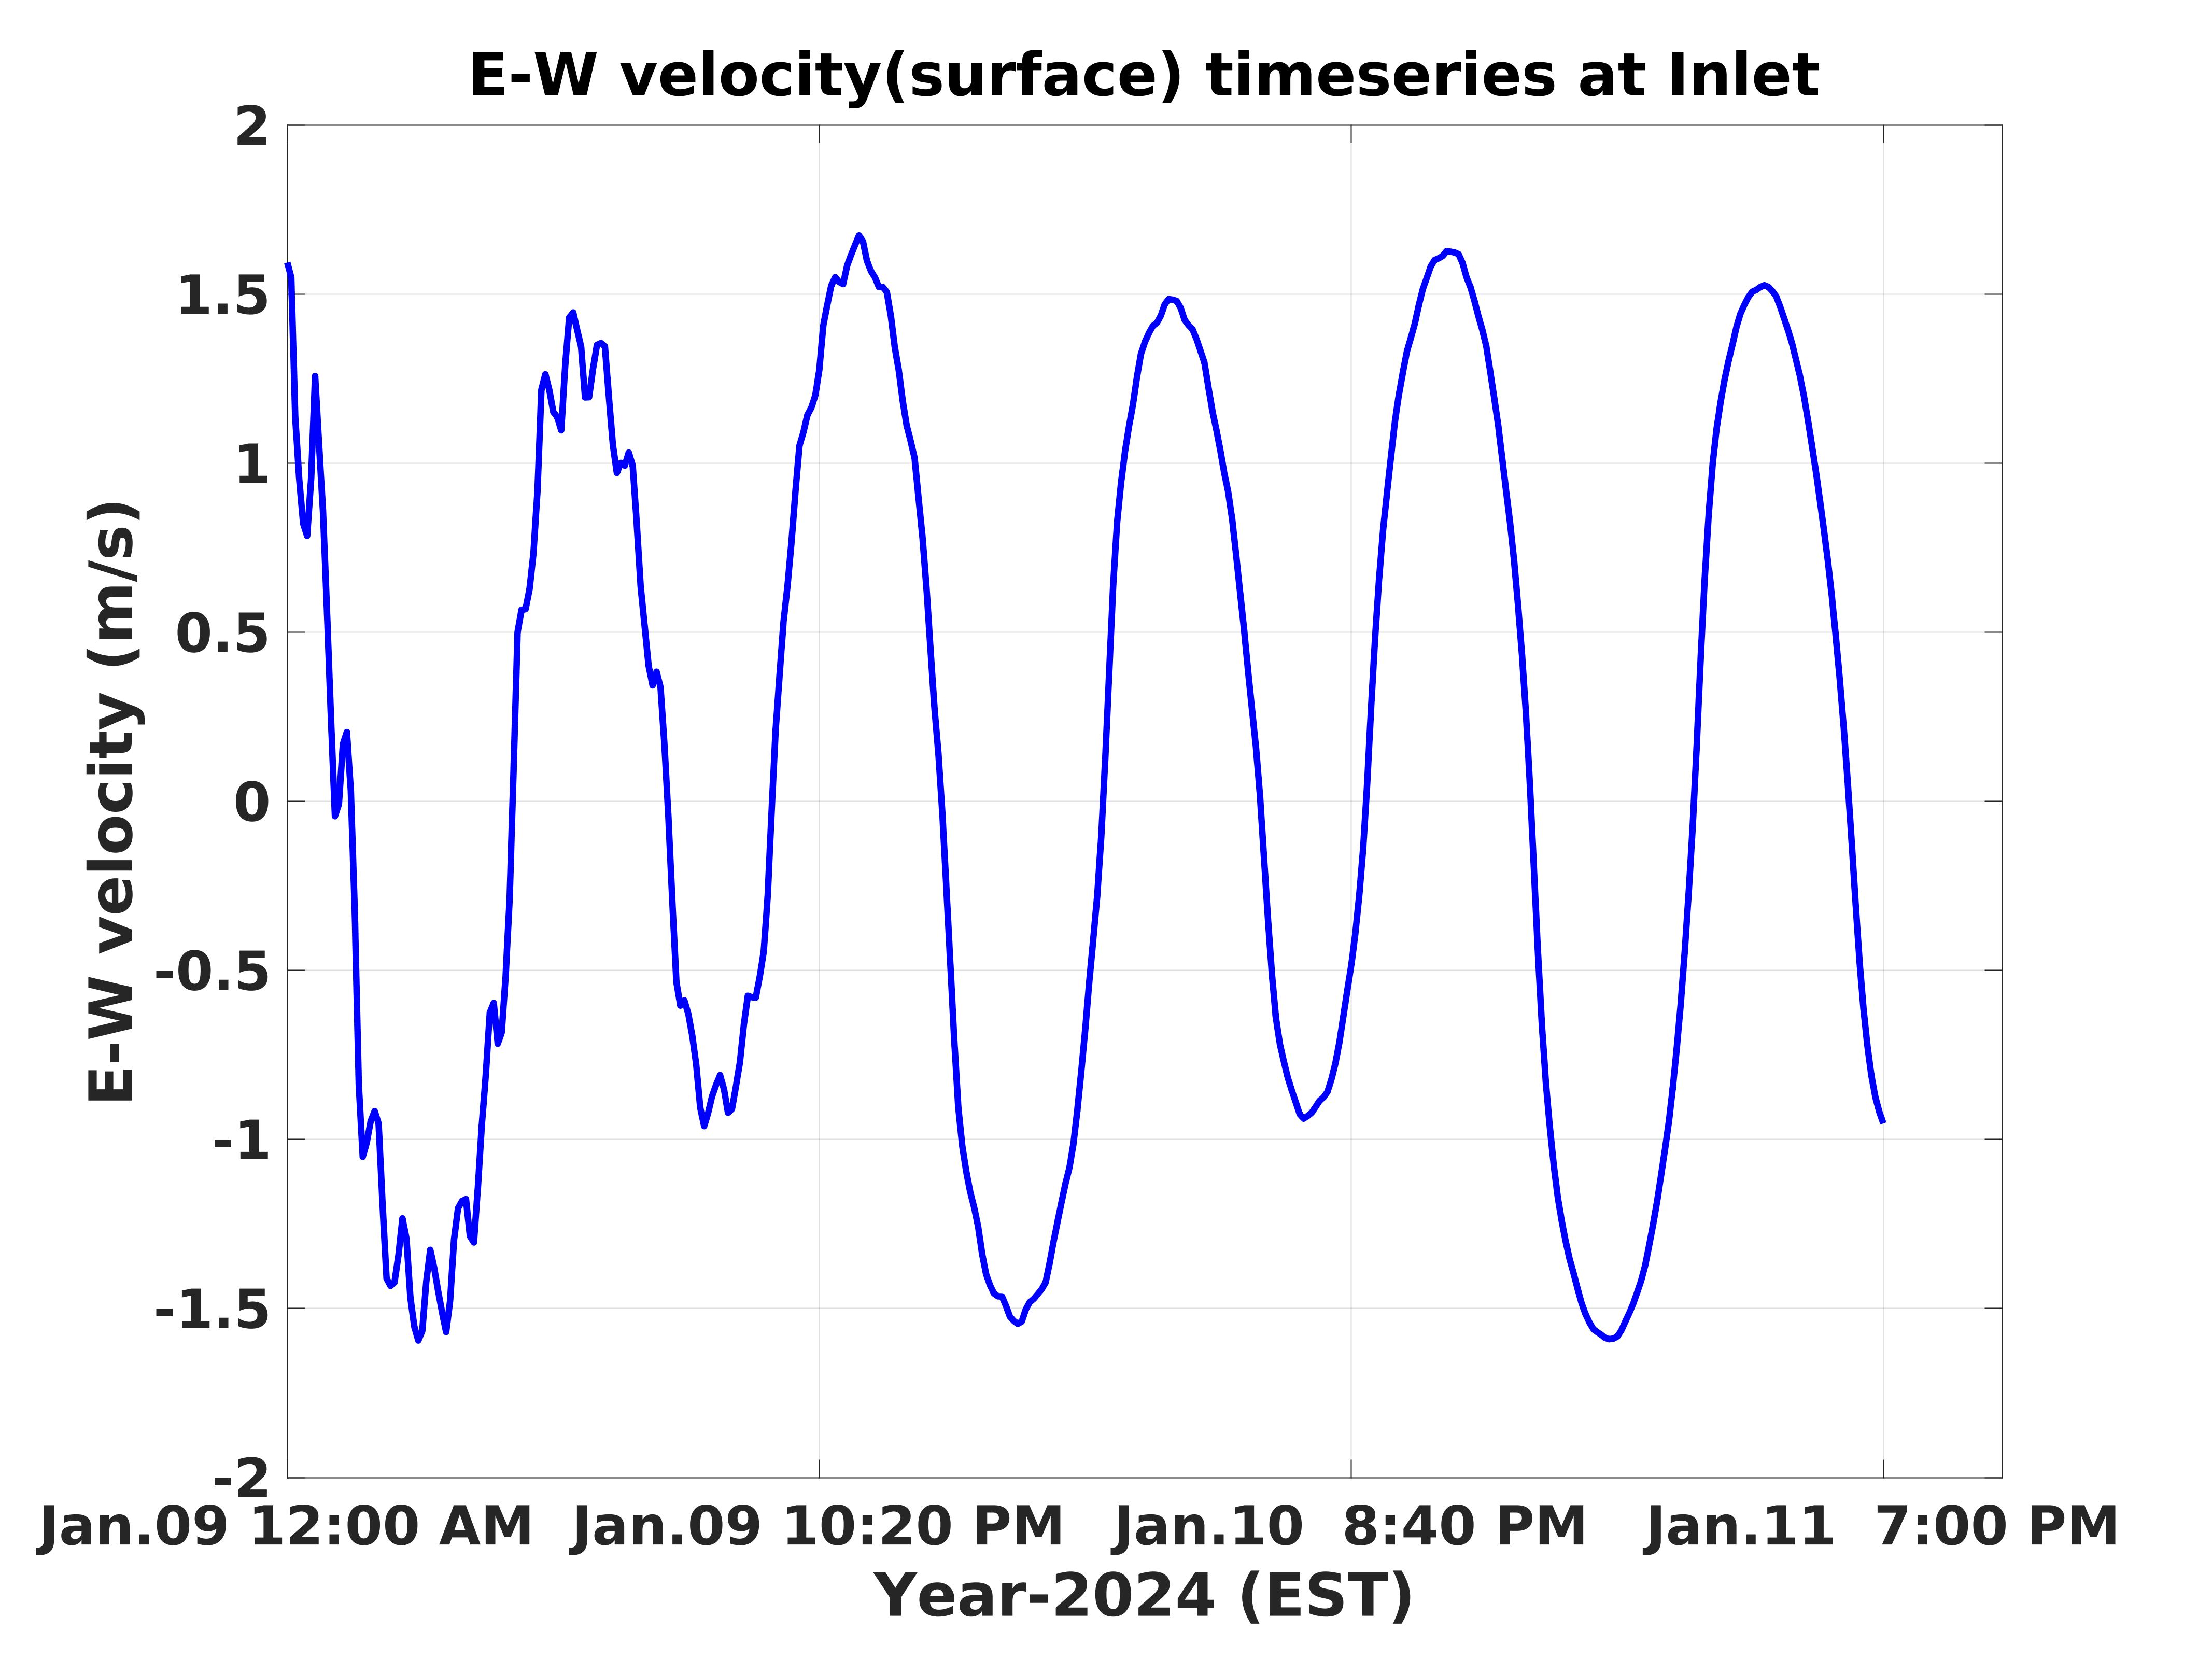 E-W velocity(surface) timeseries at Inlet
2
1.5
1
0.5
0
-0.5
-1
-1.5
-2
E-W velocity (m/s)
Jan.09 12:00 AM Jan.09 10:20 PM Jan.10 8:40 PM Jan.11 7:00 PM
Year-2024 (EST)